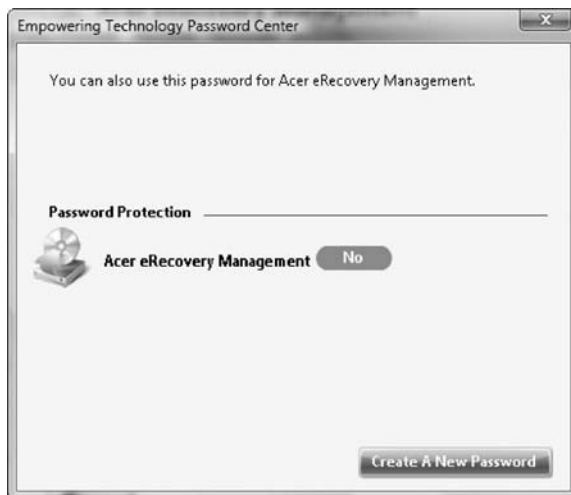 Empowering Technology Password Center
x
You can also use this password for Acer eRecovery Management.
Password Protection
Acer eRecovery Management No
Create A New Password